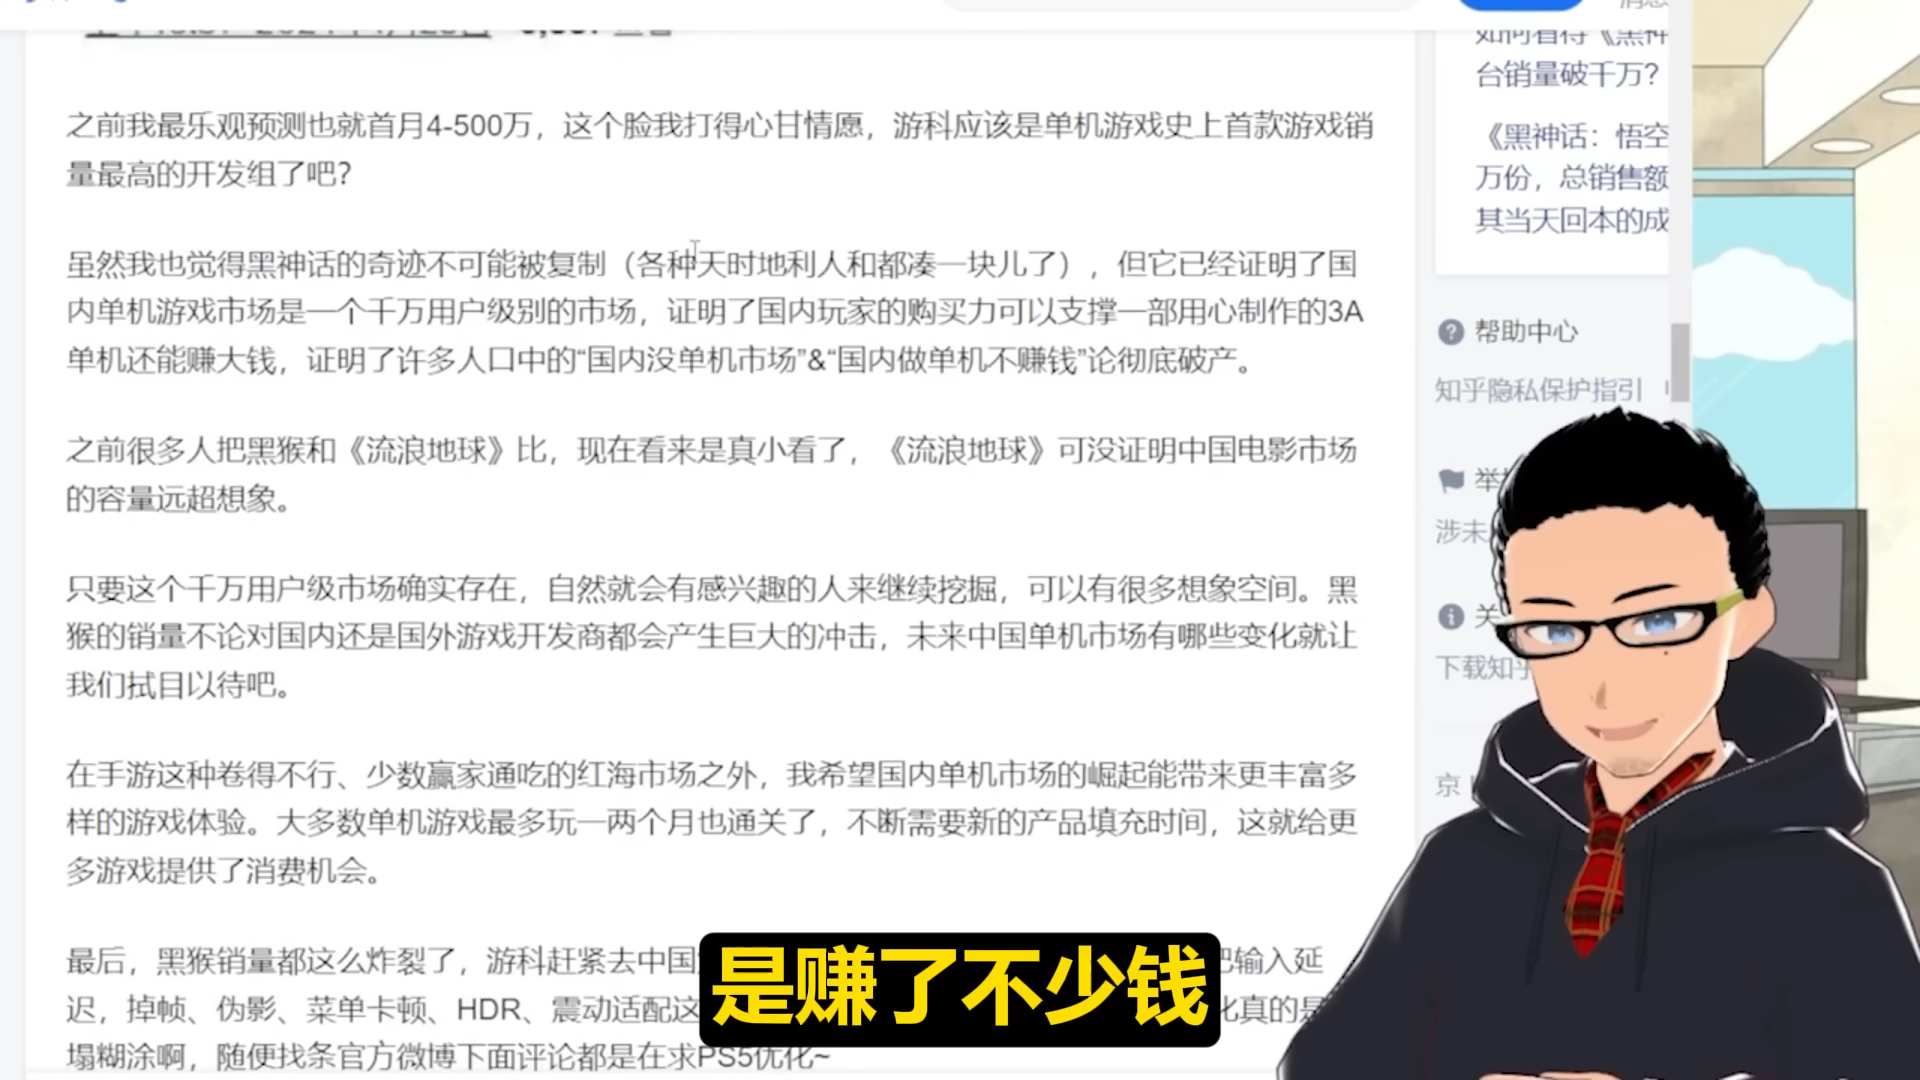 之前我最乐观预测也就首月4-500万，这个脸我打得心甘情愿，游科应该是单机游戏史上首款游戏销
量最高的开发组了吧？
虽然我也觉得黑神话的奇迹不可能被复制（各种天时地利人和都凑一块儿了），但它已经证明了国
内单机游戏市场是一个千万用户级别的市场，证明了国内玩家的购买力可以支撑一部用心制作的3A
单机还能赚大钱，证明了许多人口中的“国内没单机市场”&“国内做单机不赚钱”论彻底破产。
之前很多人把黑猴和《流浪地球》比，现在看来是真小看了，《流浪地球》可没证明中国电影市场
的容量远超想象。
只要这个千万用户级市场确实存在，自然就会有感兴趣的人来继续挖掘，可以有很多想象空间。黑
猴的销量不论对国内还是国外游戏开发商都会产生巨大的冲击，未来中国单机市场有哪些变化就让
我们拭目以待吧。
在手游这种卷得不行、少数赢家通吃的红海市场之外，我希望国内单机市场的崛起能带来更丰富多
样的游戏体验。大多数单机游戏最多玩一两个月也通关了，不断需要新的产品填充时间，这就给更
多游戏提供了消费机会。
最后，黑猴销量都这么炸裂了，游科赶紧去中国
输入延
迟，掉帧、伪影、菜单卡顿、HDR、震动适配这
化真的是
塌糊涂啊，随便找条官方微博下面评论都是在求PS5优化~
如何看待《黑神
台销量破千万？
《黑神话：悟空
万份，总销售额
其当天回本的成
帮助中心
知乎隐私保护指引
举
涉未
关
下载知乎
京
是赚了不少钱